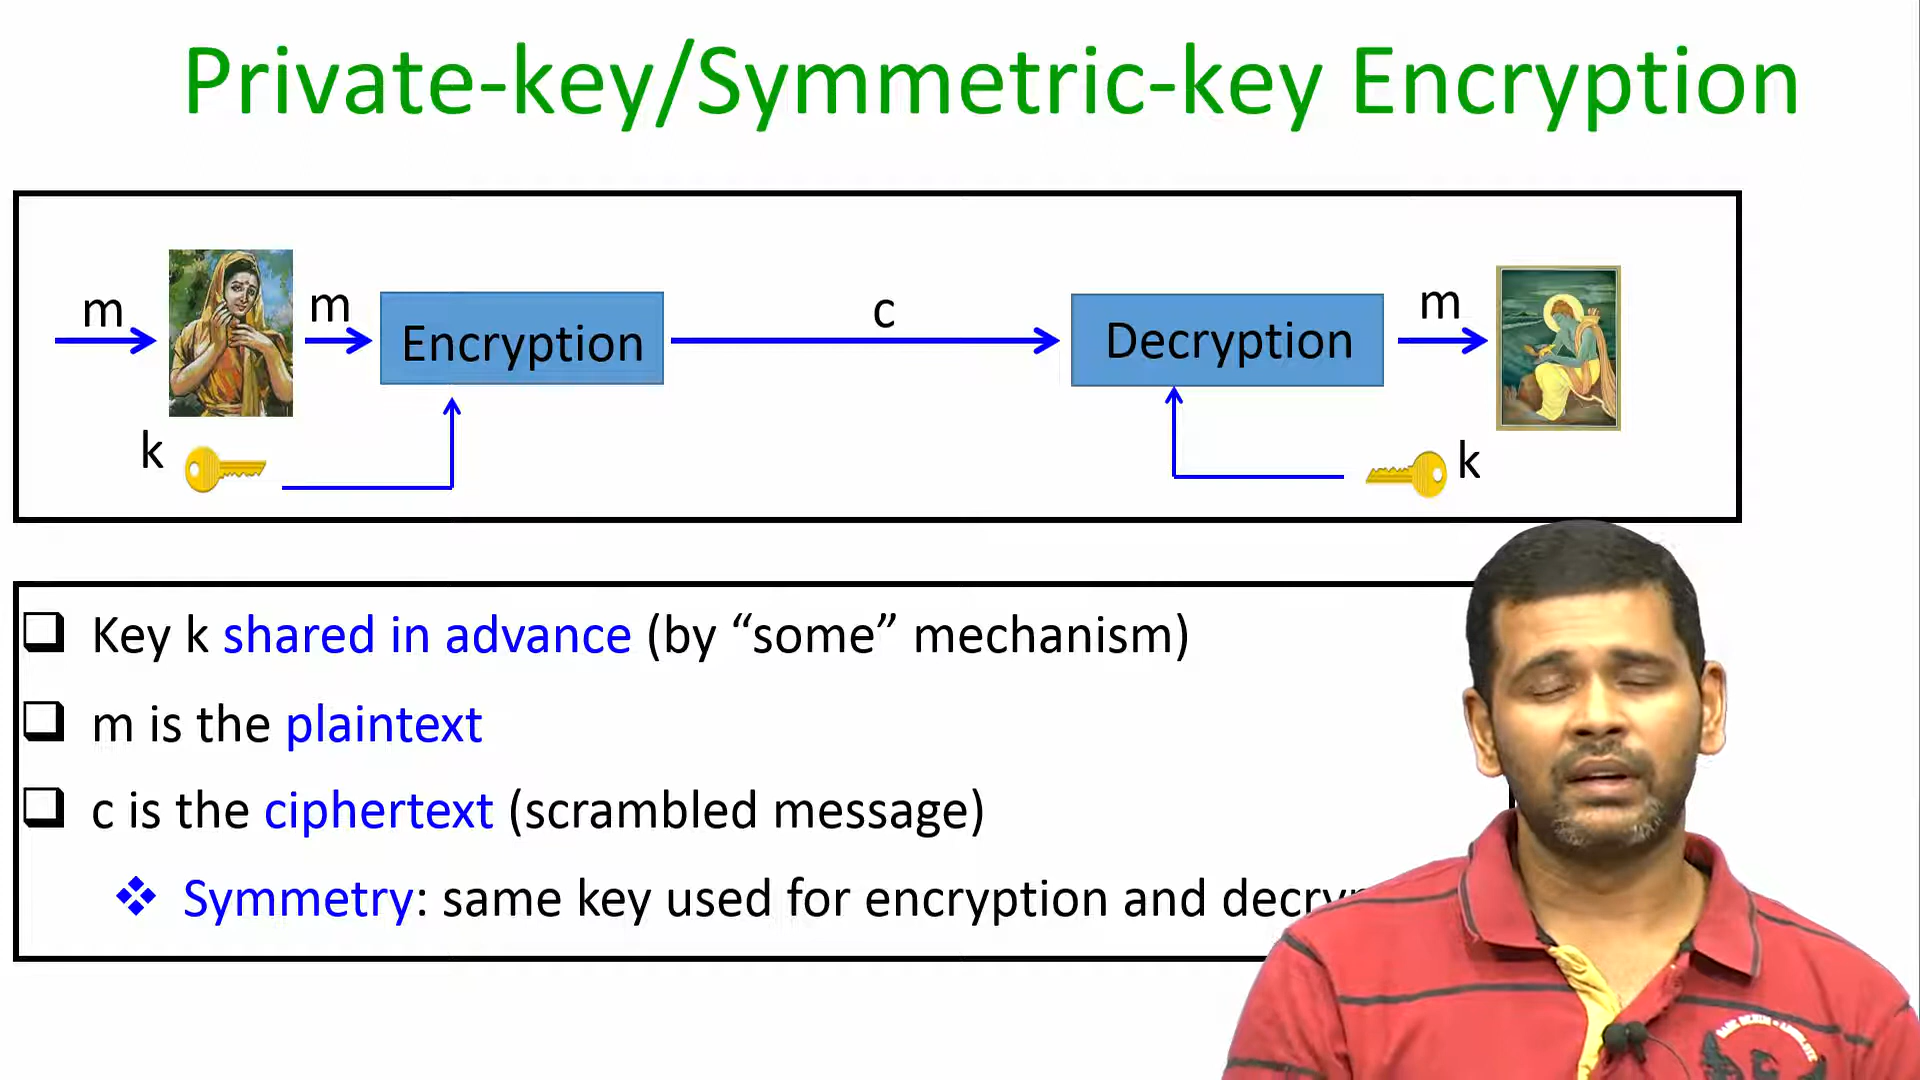 Private-key/Symmetric-key Encryption
m
m
Encryption
c
Decryption
m
k
k
Key k shared in advance (by “some” mechanism)
m is the plaintext
c is the ciphertext (scrambled message)
Symmetry: same key used for encryption and